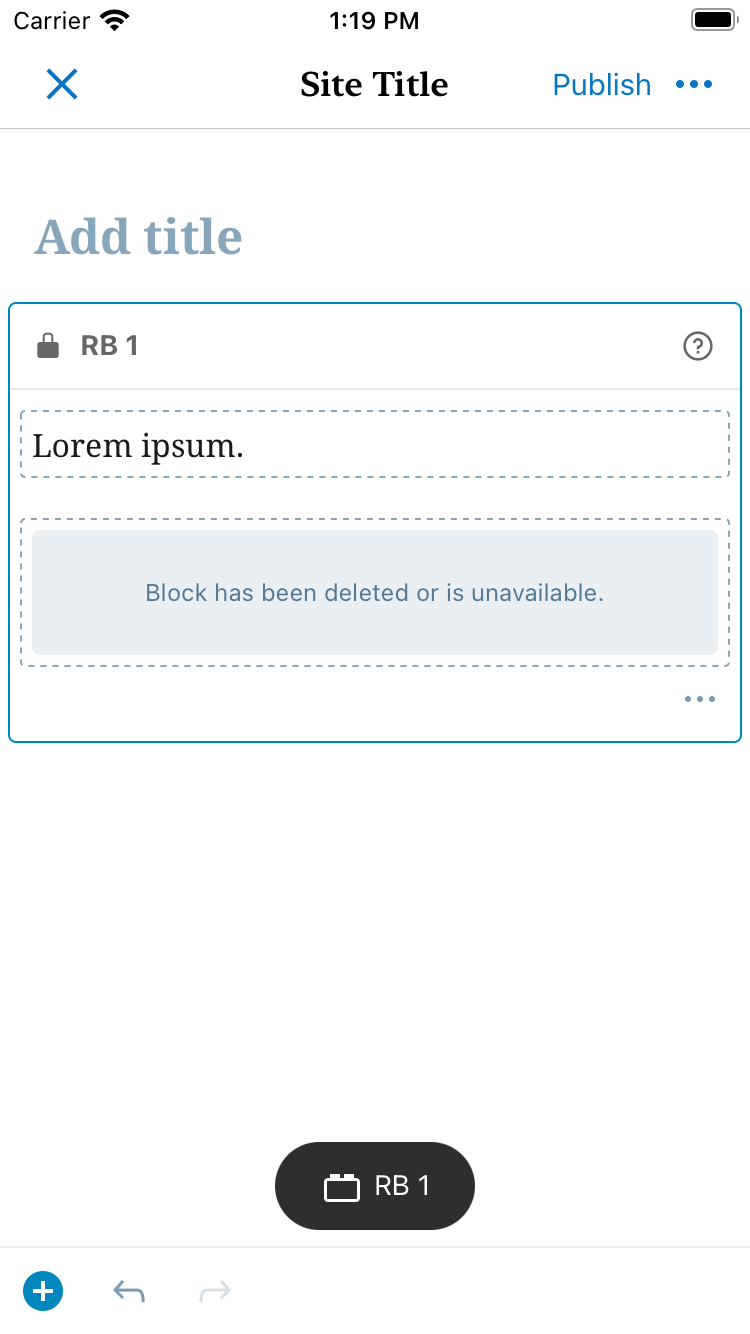 Carrier 1:19 PM
Site Title Publish
Add title
RB 1
Lorem ipsum.
Block has been deleted or is unavailable.
RB 1